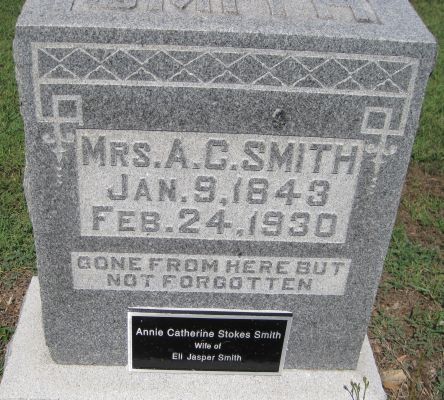 SMITH
MRS. A. C. SMITH
JAN. 9, 1843
FEB. 24, 1930
GONE FROM HERE BUT
NOT FORGOTTEN
Annie Catherine Stokes Smith
Wife of
Eli Jasper Smith